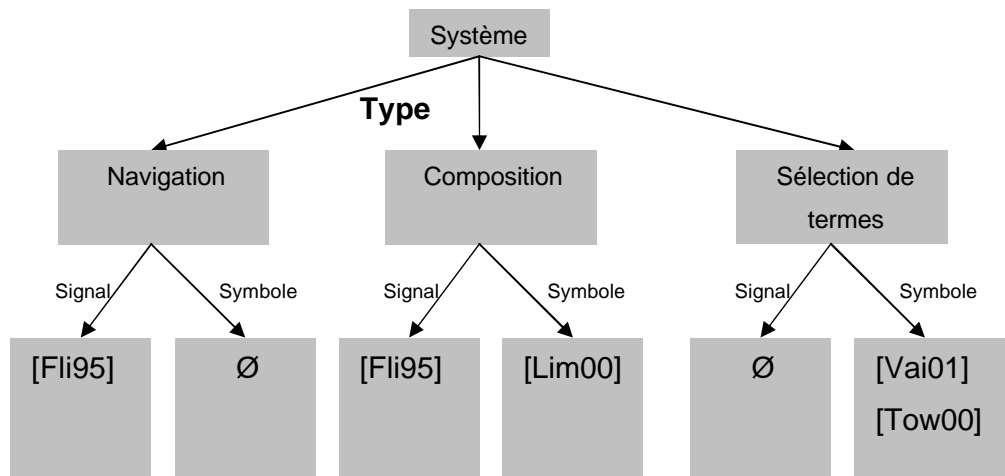 Système
Type
Navigation
Composition
Sélection de
termes
Signal
Symbole
Signal
Symbole
Signal
Symbole
[Fli95]
Ø
[Fli95]
[Lim00]
Ø
[Vai01]
[Tow00]